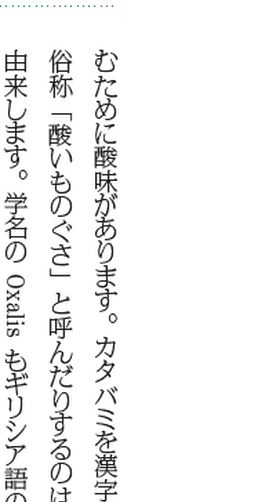 むために酸味があります。カタバミを漢字
俗称「酸いものぐさ」と呼んだりするのは
由来します。学名の Oxalis もギリシア語の